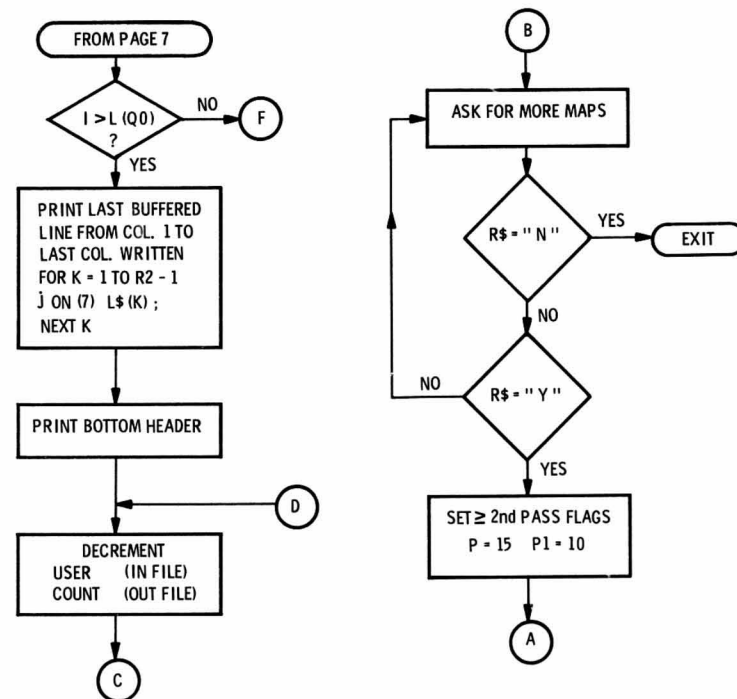 FROM PAGE 7
I > L (Q0)
?
NO
F
YES
PRINT LAST BUFFERED
LINE FROM COL. 1 TO
LAST COL. WRITTEN
FOR K = 1 TO R2 - 1
j ON (7) L$ (K) ;
NEXT K
PRINT BOTTOM HEADER
D
DECREMENT
USER (IN FILE)
COUNT (OUT FILE)
C
B
ASK FOR MORE MAPS
R$ = " N "
YES
EXIT
NO
R$ = " Y "
NO
YES
SET ≥ 2nd PASS FLAGS
P = 15 P1 = 10
A